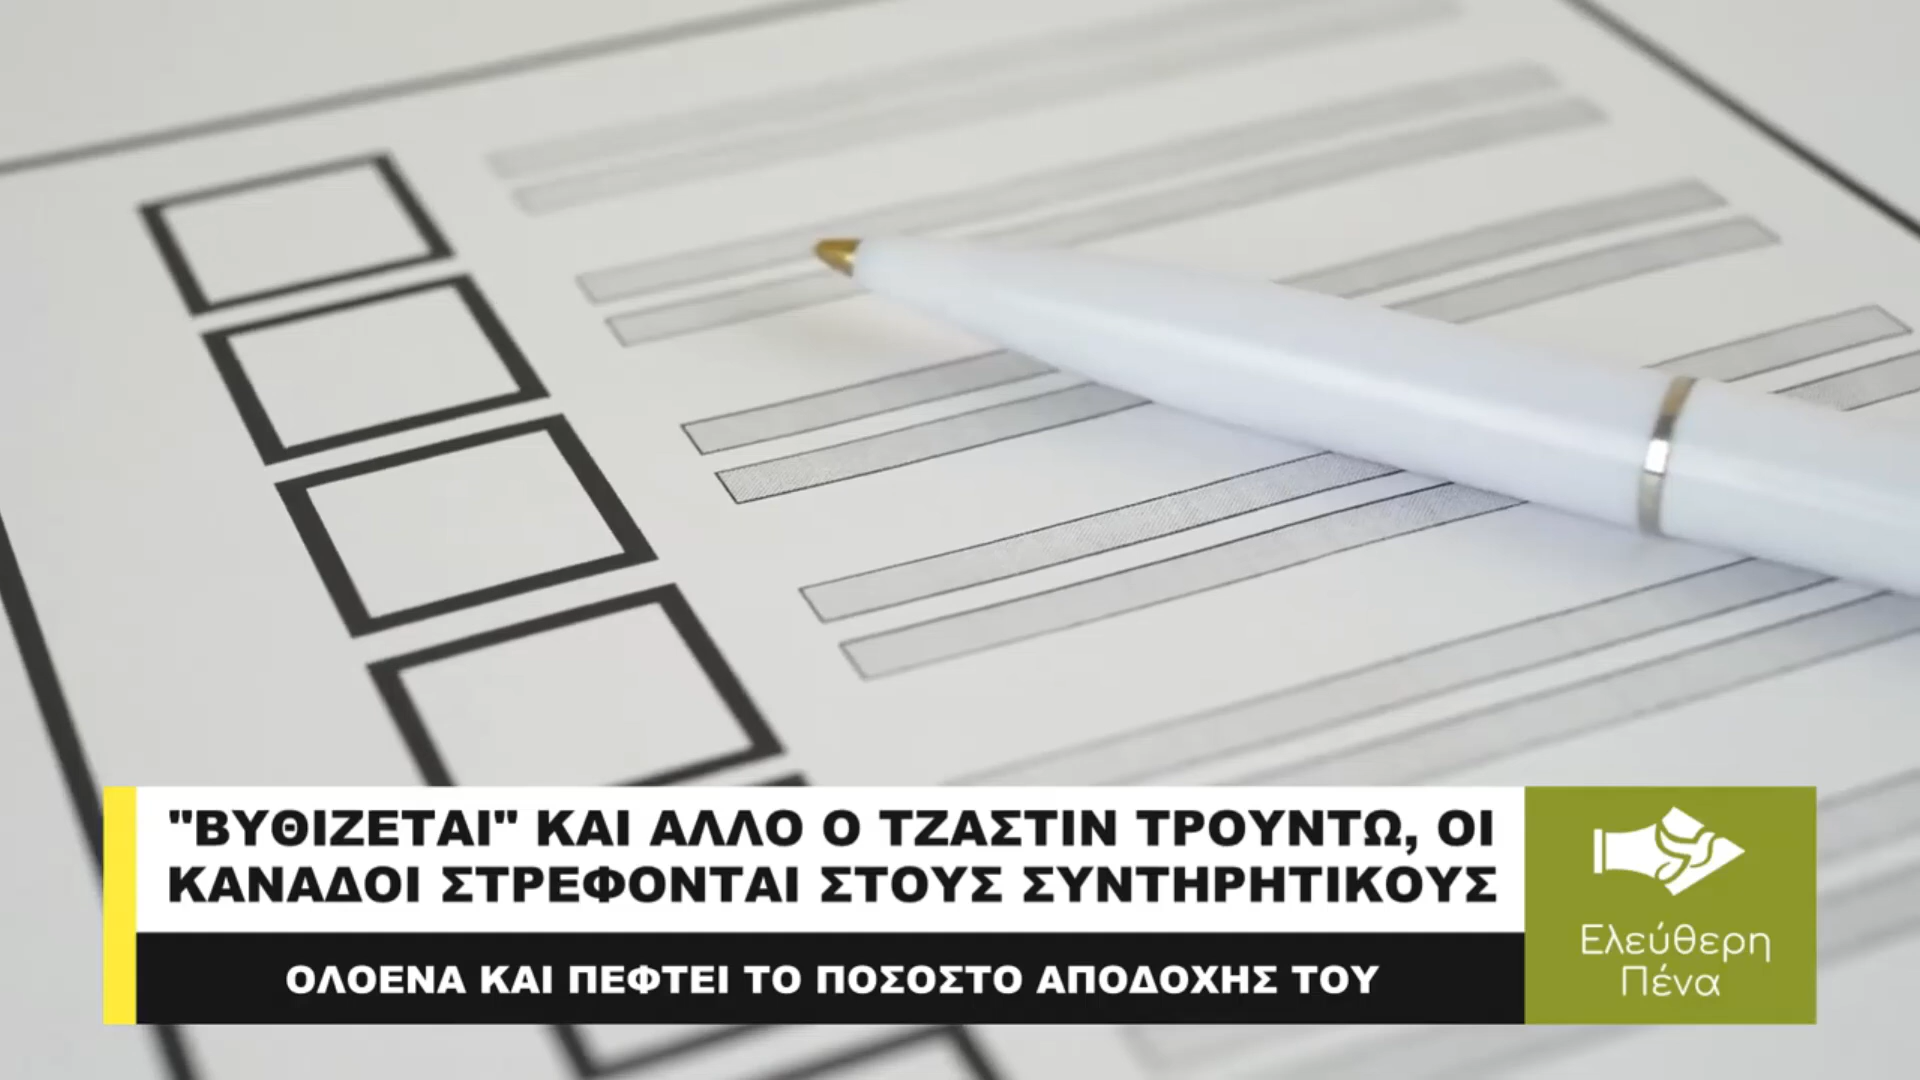 "ΒΥΘΙΖΕΤΑΙ" ΚΑΙ ΑΛΛΟ Ο ΤΖΑΣΤΙΝ ΤΡΟΥΝΤΩ, ΟΙ
ΚΑΝΑΔΟΙ ΣΤΡΕΦΟΝΤΑΙ ΣΤΟΥΣ ΣΥΝΤΗΡΗΤΙΚΟΥΣ
ΟΛΟΕΝΑ ΚΑΙ ΠΕΦΤΕΙ ΤΟ ΠΟΣΟΣΤΟ ΑΠΟΔΟΧΗΣ ΤΟΥ
Ελεύθερη
Πένα